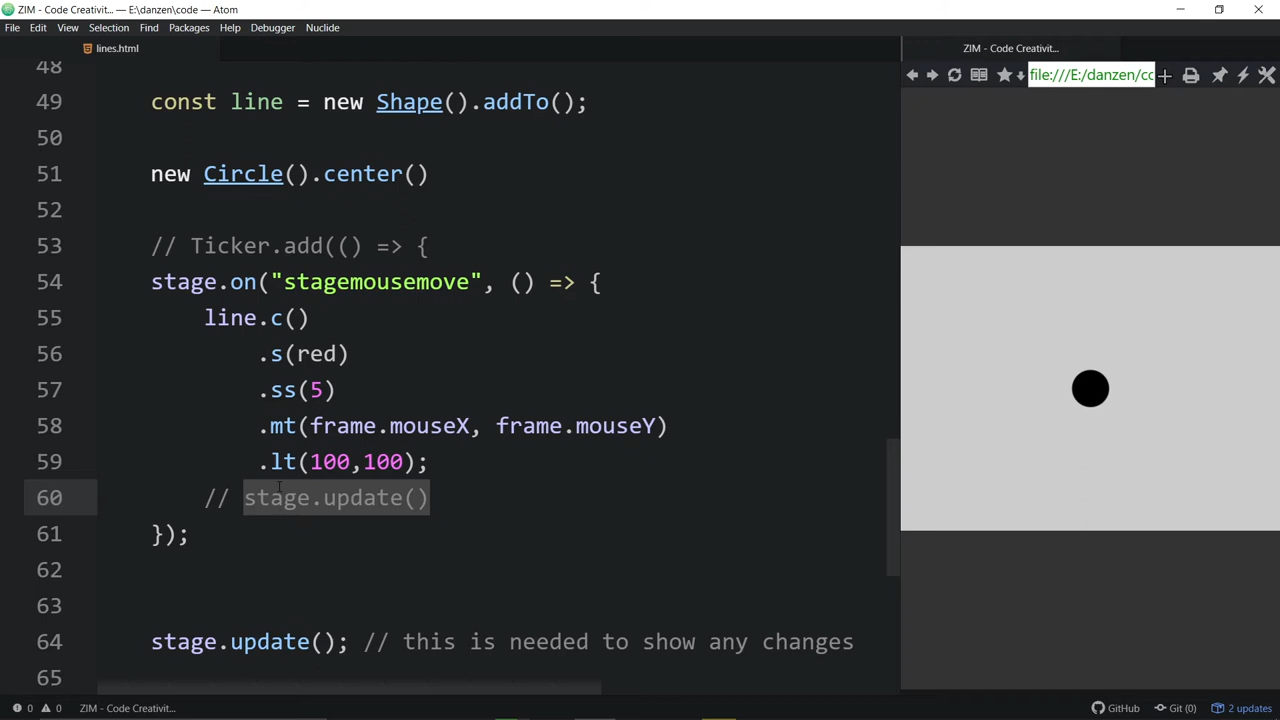 ZIM - Code Creativit... — E:\danzen\code — Atom
File Edit View Selection Find Packages Help Debugger Nuclide
lines.html
ZIM - Code Creativit...
file:///E:/danzen/cc
48
49 const line = new Shape().addTo();
50
51 new Circle().center()
52
53 // Ticker.add(() => {
54 stage.on("stagemousemove", () => {
55 line.c()
56 .s(red)
57 .ss(5)
58 .mt(frame.mouseX, frame.mouseY)
59 .lt(100,100);
60 // stage.update()
61 });
62
63
64 stage.update(); // this is needed to show any changes
65
0 0 ZIM - Code Creativit...
GitHub Git (0) 2 updates